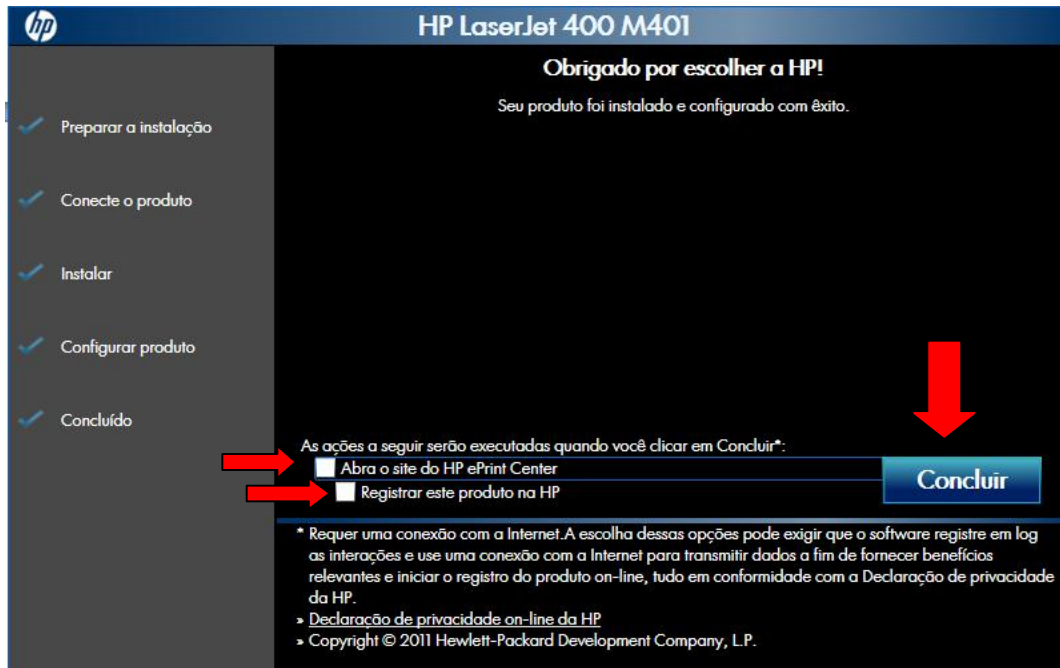 hp
HP LaserJet 400 M401
Obrigado por escolher a HP!
Seu produto foi instalado e configurado com êxito.
Preparar a instalação
Conecte o produto
Instalar
Configurar produto
Concluído
As ações a seguir serão executadas quando você clicar em Concluir*:
Abra o site do HP ePrint Center
Registrar este produto na HP
Concluir
* Requer uma conexão com a Internet.A escolha dessas opções pode exigir que o software registre em log
as interações e use uma conexão com a Internet para transmitir dados a fim de fornecer benefícios
relevantes e iniciar o registro do produto on-line, tudo em conformidade com a Declaração de privacidade
da HP.
» Declaração de privacidade on-line da HP
» Copyright © 2011 Hewlett-Packard Development Company, L.P.